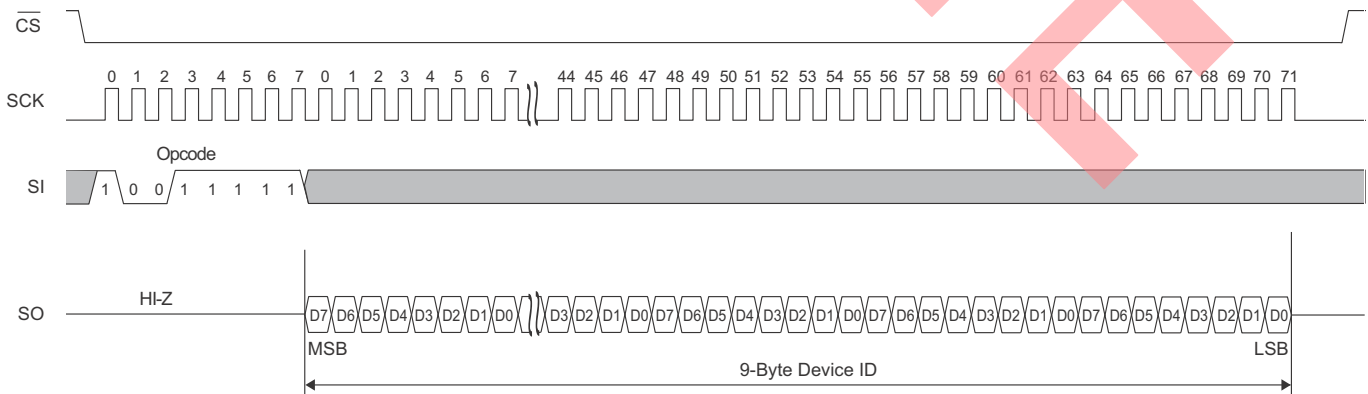 CS
0 1 2 3 4 5 6 7 0 1 2 3 4 5 6 7 44 45 46 47 48 49 50 51 52 53 54 55 56 57 58 59 60 61 62 63 64 65 66 67 68 69 70 71
SCK
Opcode
SI 1 0 0 1 1 1 1 1
HI-Z
SO D7 D6 D5 D4 D3 D2 D1 D0 D3 D2 D1 D0 D7 D6 D5 D4 D3 D2 D1 D0 D7 D6 D5 D4 D3 D2 D1 D0 D7 D6 D5 D4 D3 D2 D1 D0
MSB LSB
9-Byte Device ID